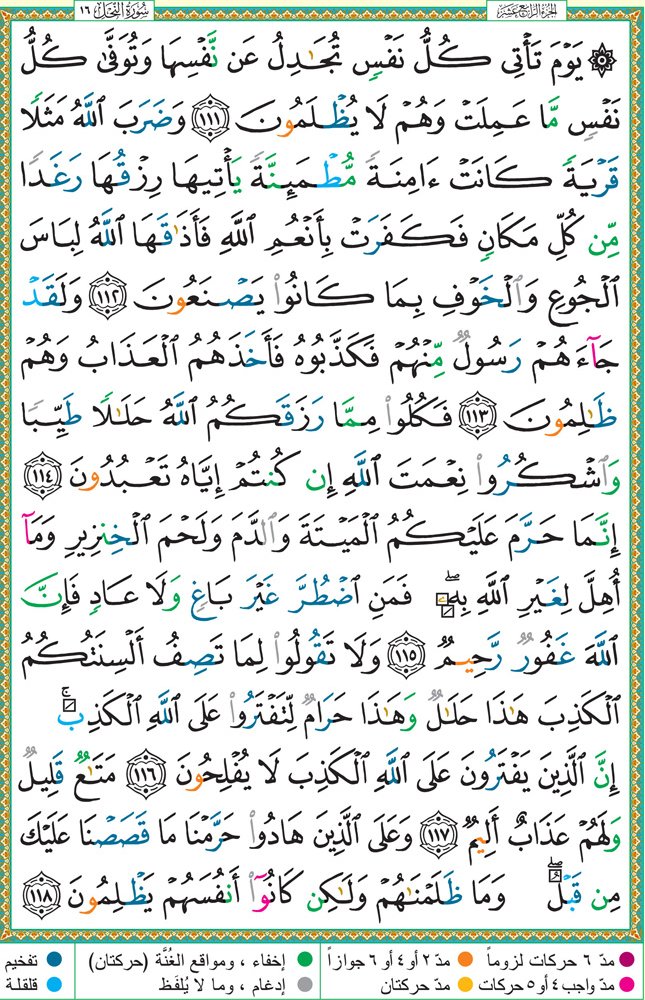 سُورَةُ النَّحْل ١٦
الجزء الرابع عشر
۞ يَوْمَ تَأْتِى كُلُّ نَفْسٍ تُجَٰدِلُ عَن نَّفْسِهَا وَتُوَفَّىٰ كُلُّ
نَفْسٍ مَّا عَمِلَتْ وَهُمْ لَا يُظْلَمُونَ ١١١ وَضَرَبَ ٱللَّهُ مَثَلًا
قَرْيَةً كَانَتْ ءَامِنَةً مُّطْمَئِنَّةً يَأْتِيهَا رِزْقُهَا رَغَدًا
مِّن كُلِّ مَكَانٍ فَكَفَرَتْ بِأَنْعُمِ ٱللَّهِ فَأَذَٰقَهَا ٱللَّهُ لِبَاسَ
ٱلْجُوعِ وَٱلْخَوْفِ بِمَا كَانُوا۟ يَصْنَعُونَ ١١٢ وَلَقَدْ
جَآءَهُمْ رَسُولٌ مِّنْهُمْ فَكَذَّبُوهُ فَأَخَذَهُمُ ٱلْعَذَابُ وَهُمْ
ظَٰلِمُونَ ١١٣ فَكُلُوا۟ مِمَّا رَزَقَكُمُ ٱللَّهُ حَلَٰلًا طَيِّبًا
وَٱشْكُرُوا۟ نِعْمَتَ ٱللَّهِ إِن كُنتُمْ إِيَّاهُ تَعْبُدُونَ ١١٤
إِنَّمَا حَرَّمَ عَلَيْكُمُ ٱلْمَيْتَةَ وَٱلدَّمَ وَلَحْمَ ٱلْخِنزِيرِ وَمَآ
أُهِلَّ لِغَيْرِ ٱللَّهِ بِهِۦ ۖ فَمَنِ ٱضْطُرَّ غَيْرَ بَاغٍ وَلَا عَادٍ فَإِنَّ
ٱللَّهَ غَفُورٌ رَّحِيمٌ ١١٥ وَلَا تَقُولُوا۟ لِمَا تَصِفُ أَلْسِنَتُكُمُ
ٱلْكَذِبَ هَٰذَا حَلَٰلٌ وَهَٰذَا حَرَامٌ لِّتَفْتَرُوا۟ عَلَى ٱللَّهِ ٱلْكَذِبَ ۚ
إِنَّ ٱلَّذِينَ يَفْتَرُونَ عَلَى ٱللَّهِ ٱلْكَذِبَ لَا يُفْلِحُونَ ١١٦ مَتَٰعٌ قَلِيلٌ
وَلَهُمْ عَذَابٌ أَلِيمٌ ١١٧ وَعَلَى ٱلَّذِينَ هَادُوا۟ حَرَّمْنَا مَا قَصَصْنَا عَلَيْكَ
مِن قَبْلُ ۖ وَمَا ظَلَمْنَٰهُمْ وَلَٰكِن كَانُوٓا۟ أَنفُسَهُمْ يَظْلِمُونَ ١١٨
مدّ ٦ حركات لزوماً مدّ ٢ أو ٤ أو ٦ جوازاً إخفاء ، ومواقع الغُنَّة (حركتان) تفخيم
مدّ واجب ٤ أو ٥ حركات مدّ حركتان إدغام ، وما لا يُلفَظ قلقلة